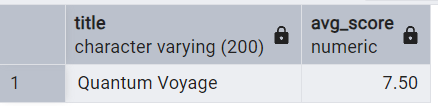 title avg_score
character varying (200) numeric
1 Quantum Voyage 7.50